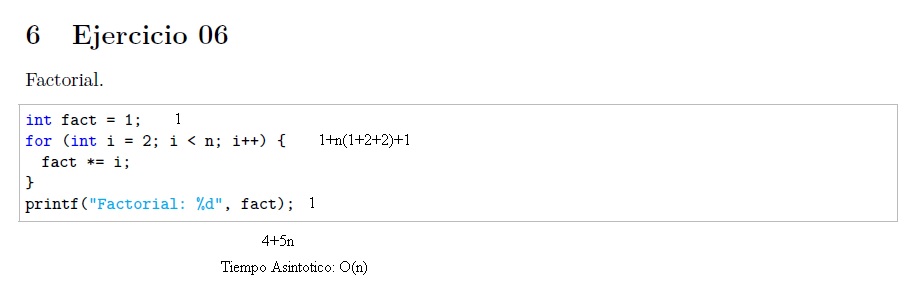 6 Ejercicio 06
Factorial.
int fact = 1; 1
for (int i = 2; i < n; i++) { 1+n(1+2+2)+1
fact *= i;
}
printf("Factorial: %d", fact); 1
4+5n
Tiempo Asintotico: O(n)